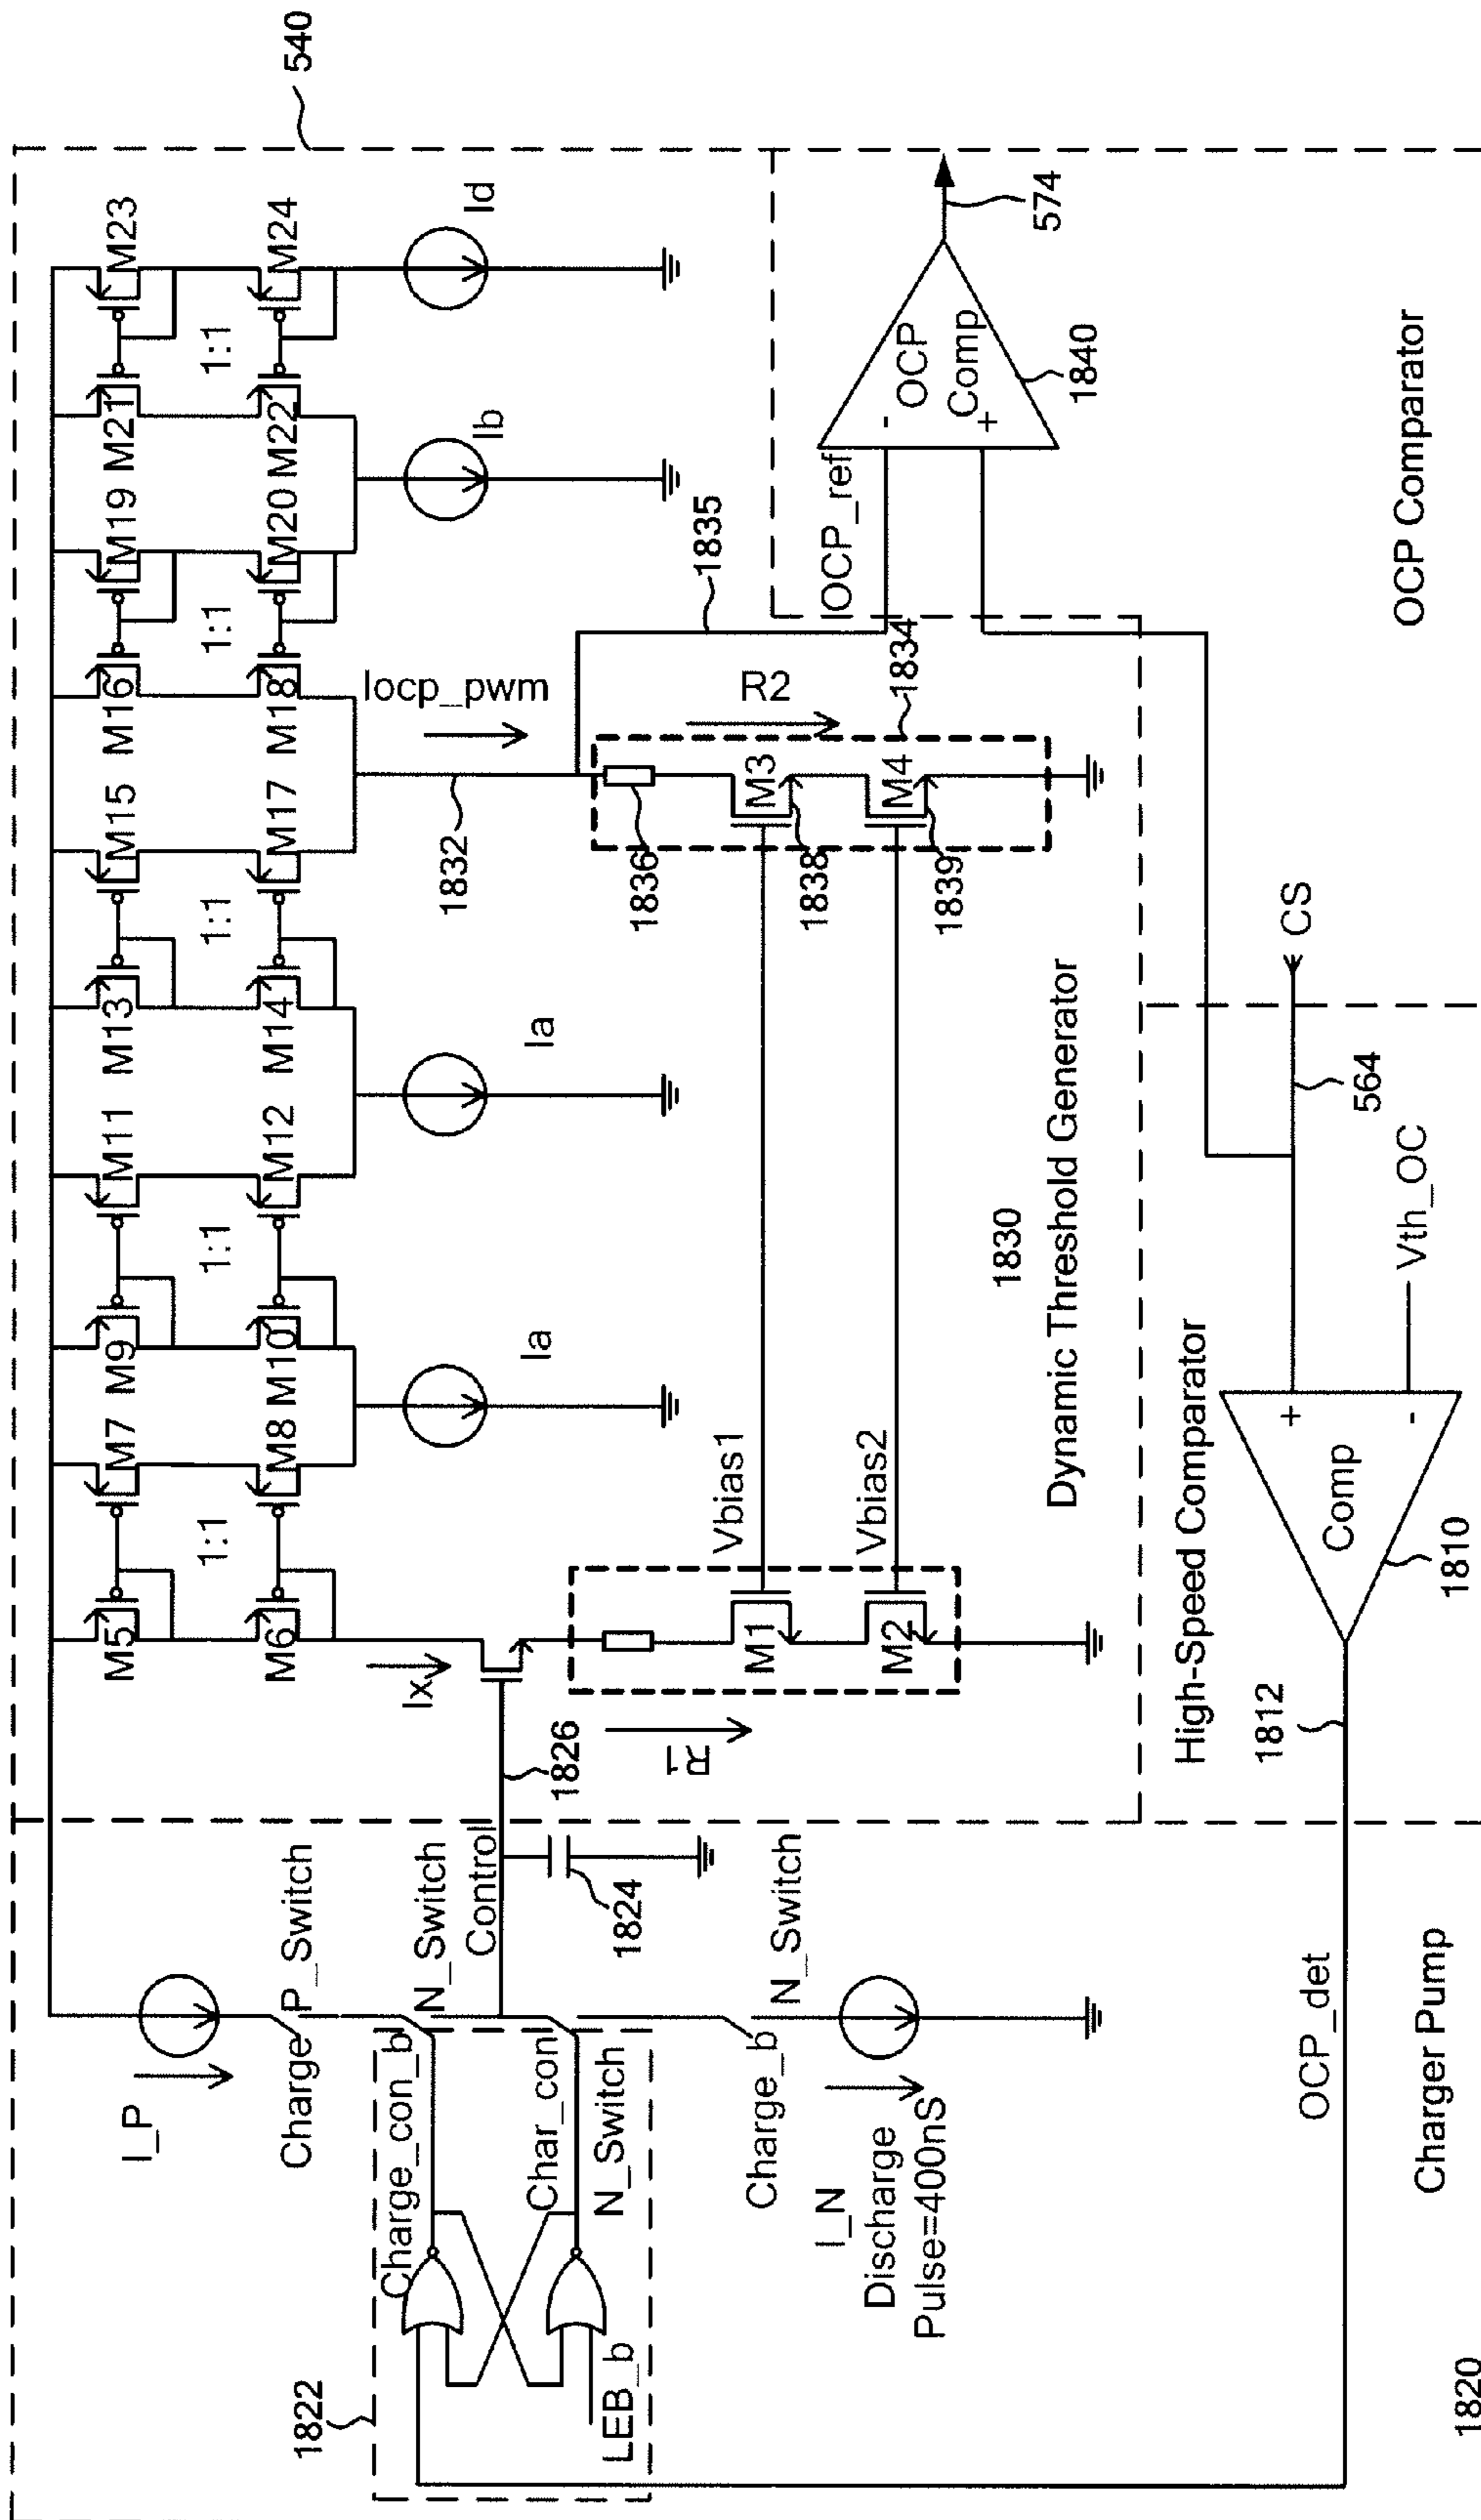 540
M5
M7
M9
M11
M13
M15
M16
M19
M21
M23
1:1
1:1
1:1
1:1
1:1
M6
M8
M10
M12
M14
M17
M18
M20
M22
M24
Ix
Ia
Ia
Iocp_pwm
Ib
Id
1826
R1
1832
1836
R2
1835
1834
Vbias1
Vbias2
M1
M2
M3
M4
1838
1839
1830
Dynamic Threshold Generator
IOCP_ref
OCP
Comp
-
+
1840
574
OCP Comparator
I_P
Charge
P_Switch
Charge_con_b
N_Switch
Control
1822
Charge_con_b
Char_con
N_Switch
LEB_b
1824
Charge_b
N_Switch
I_N
Discharge
Pulse=400nS
OCP_det
Charger Pump
1820
High-Speed Comparator
1812
Comp
+
-
1810
Vth_OC
564
CS